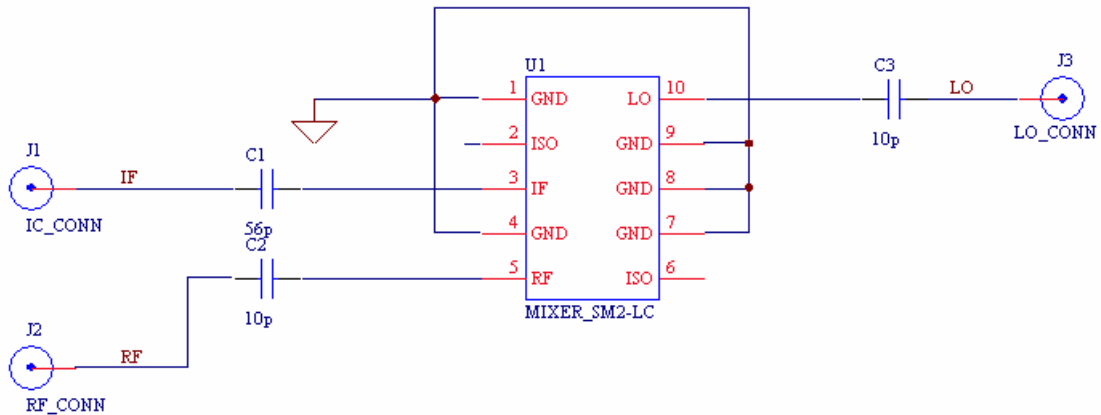 U1
1 GND LO 10
2 ISO GND 9
3 IF GND 8
4 GND GND 7
5 RF ISO 6
MIXER_SM2-LC
J1
IF
IC_CONN
C1
56p
C2
10p
J2
RF
RF_CONN
C3
10p
LO
J3
LO_CONN